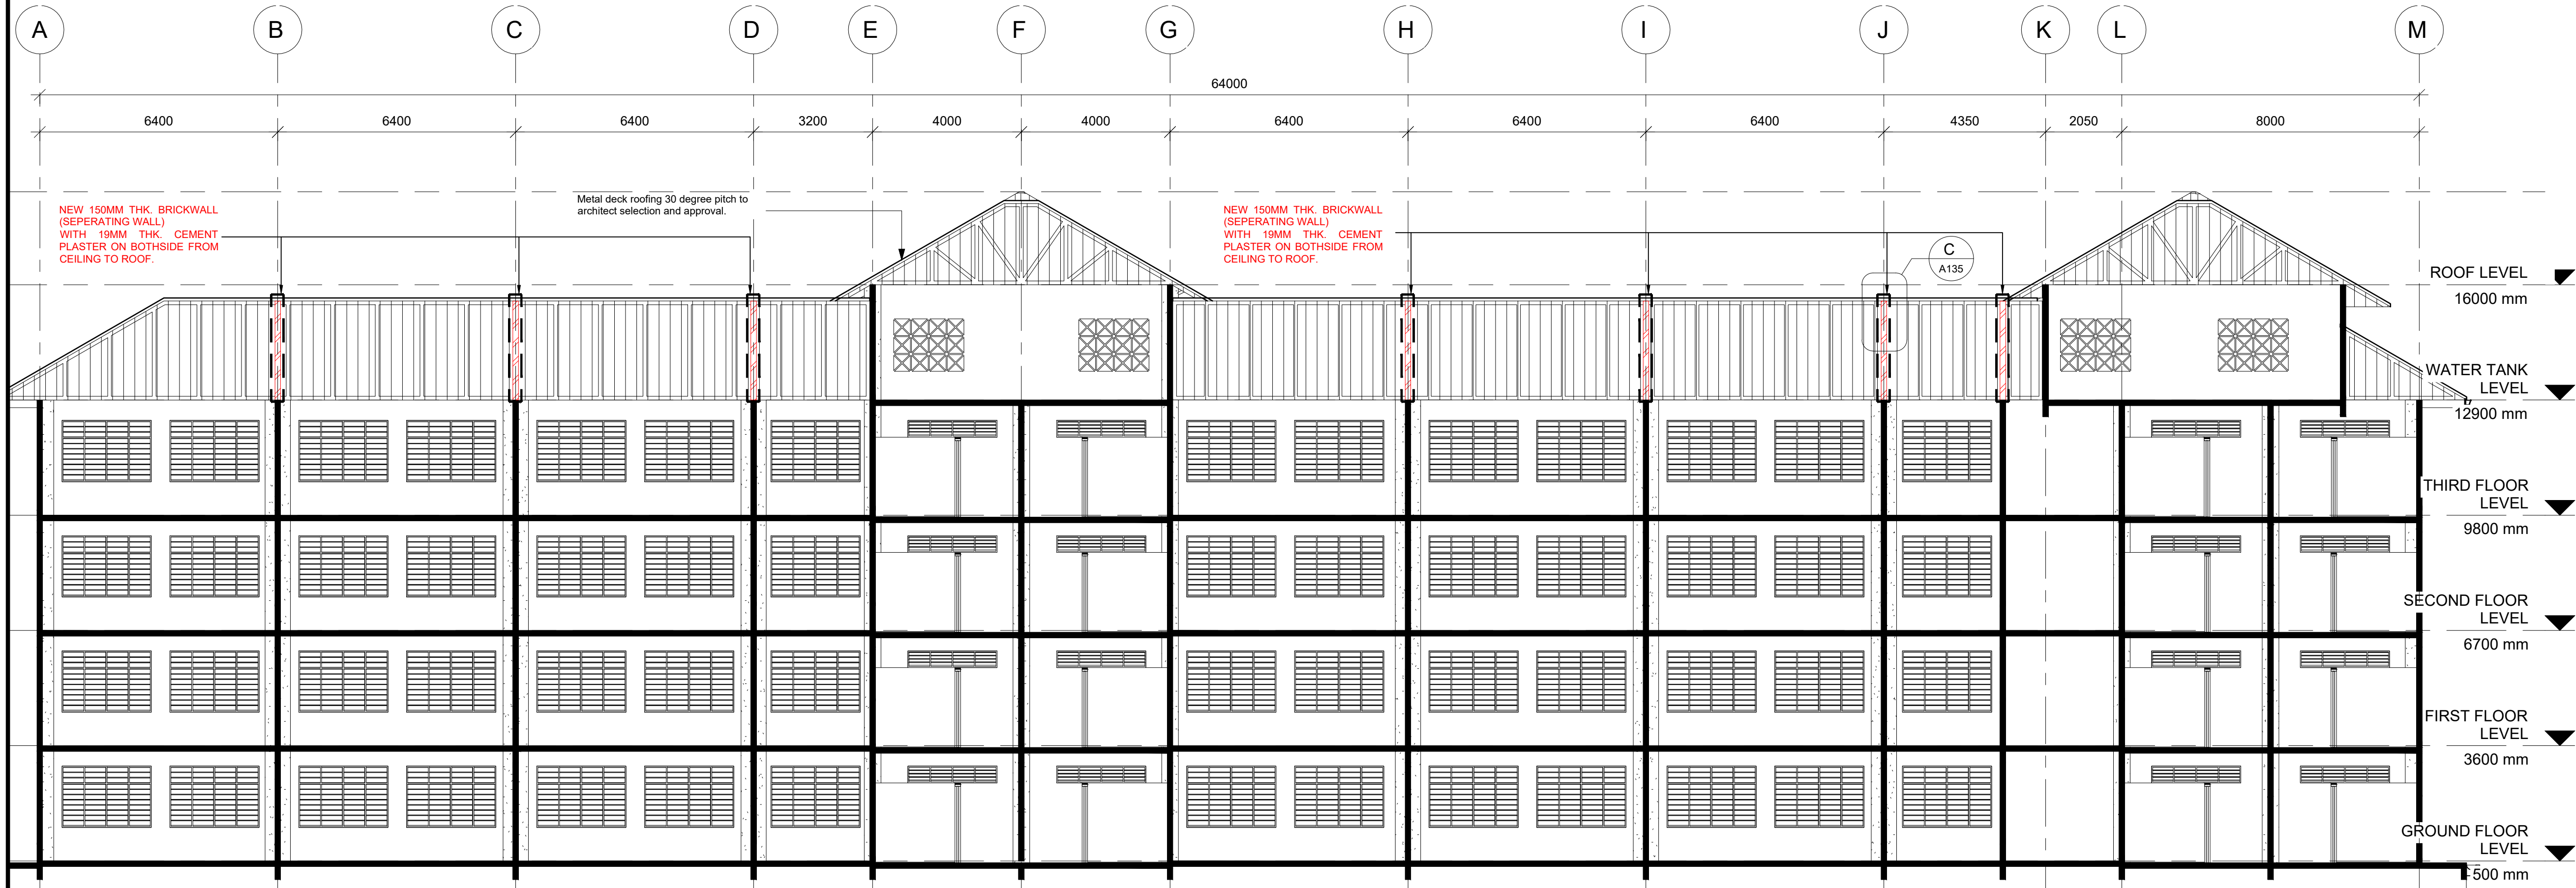 A B C D E F G H I J K L M
64000
6400 6400 6400 3200 4000 4000 6400 6400 6400 4350 2050 8000
NEW 150MM THK. BRICKWALL
(SEPERATING WALL)
WITH 19MM THK. CEMENT
PLASTER ON BOTHSIDE FROM
CEILING TO ROOF.
Metal deck roofing 30 degree pitch to
architect selection and approval.
NEW 150MM THK. BRICKWALL
(SEPERATING WALL)
WITH 19MM THK. CEMENT
PLASTER ON BOTHSIDE FROM
CEILING TO ROOF.
C
A135
ROOF LEVEL
16000 mm
WATER TANK
LEVEL
12900 mm
THIRD FLOOR
LEVEL
9800 mm
SECOND FLOOR
LEVEL
6700 mm
FIRST FLOOR
LEVEL
3600 mm
GROUND FLOOR
LEVEL
500 mm